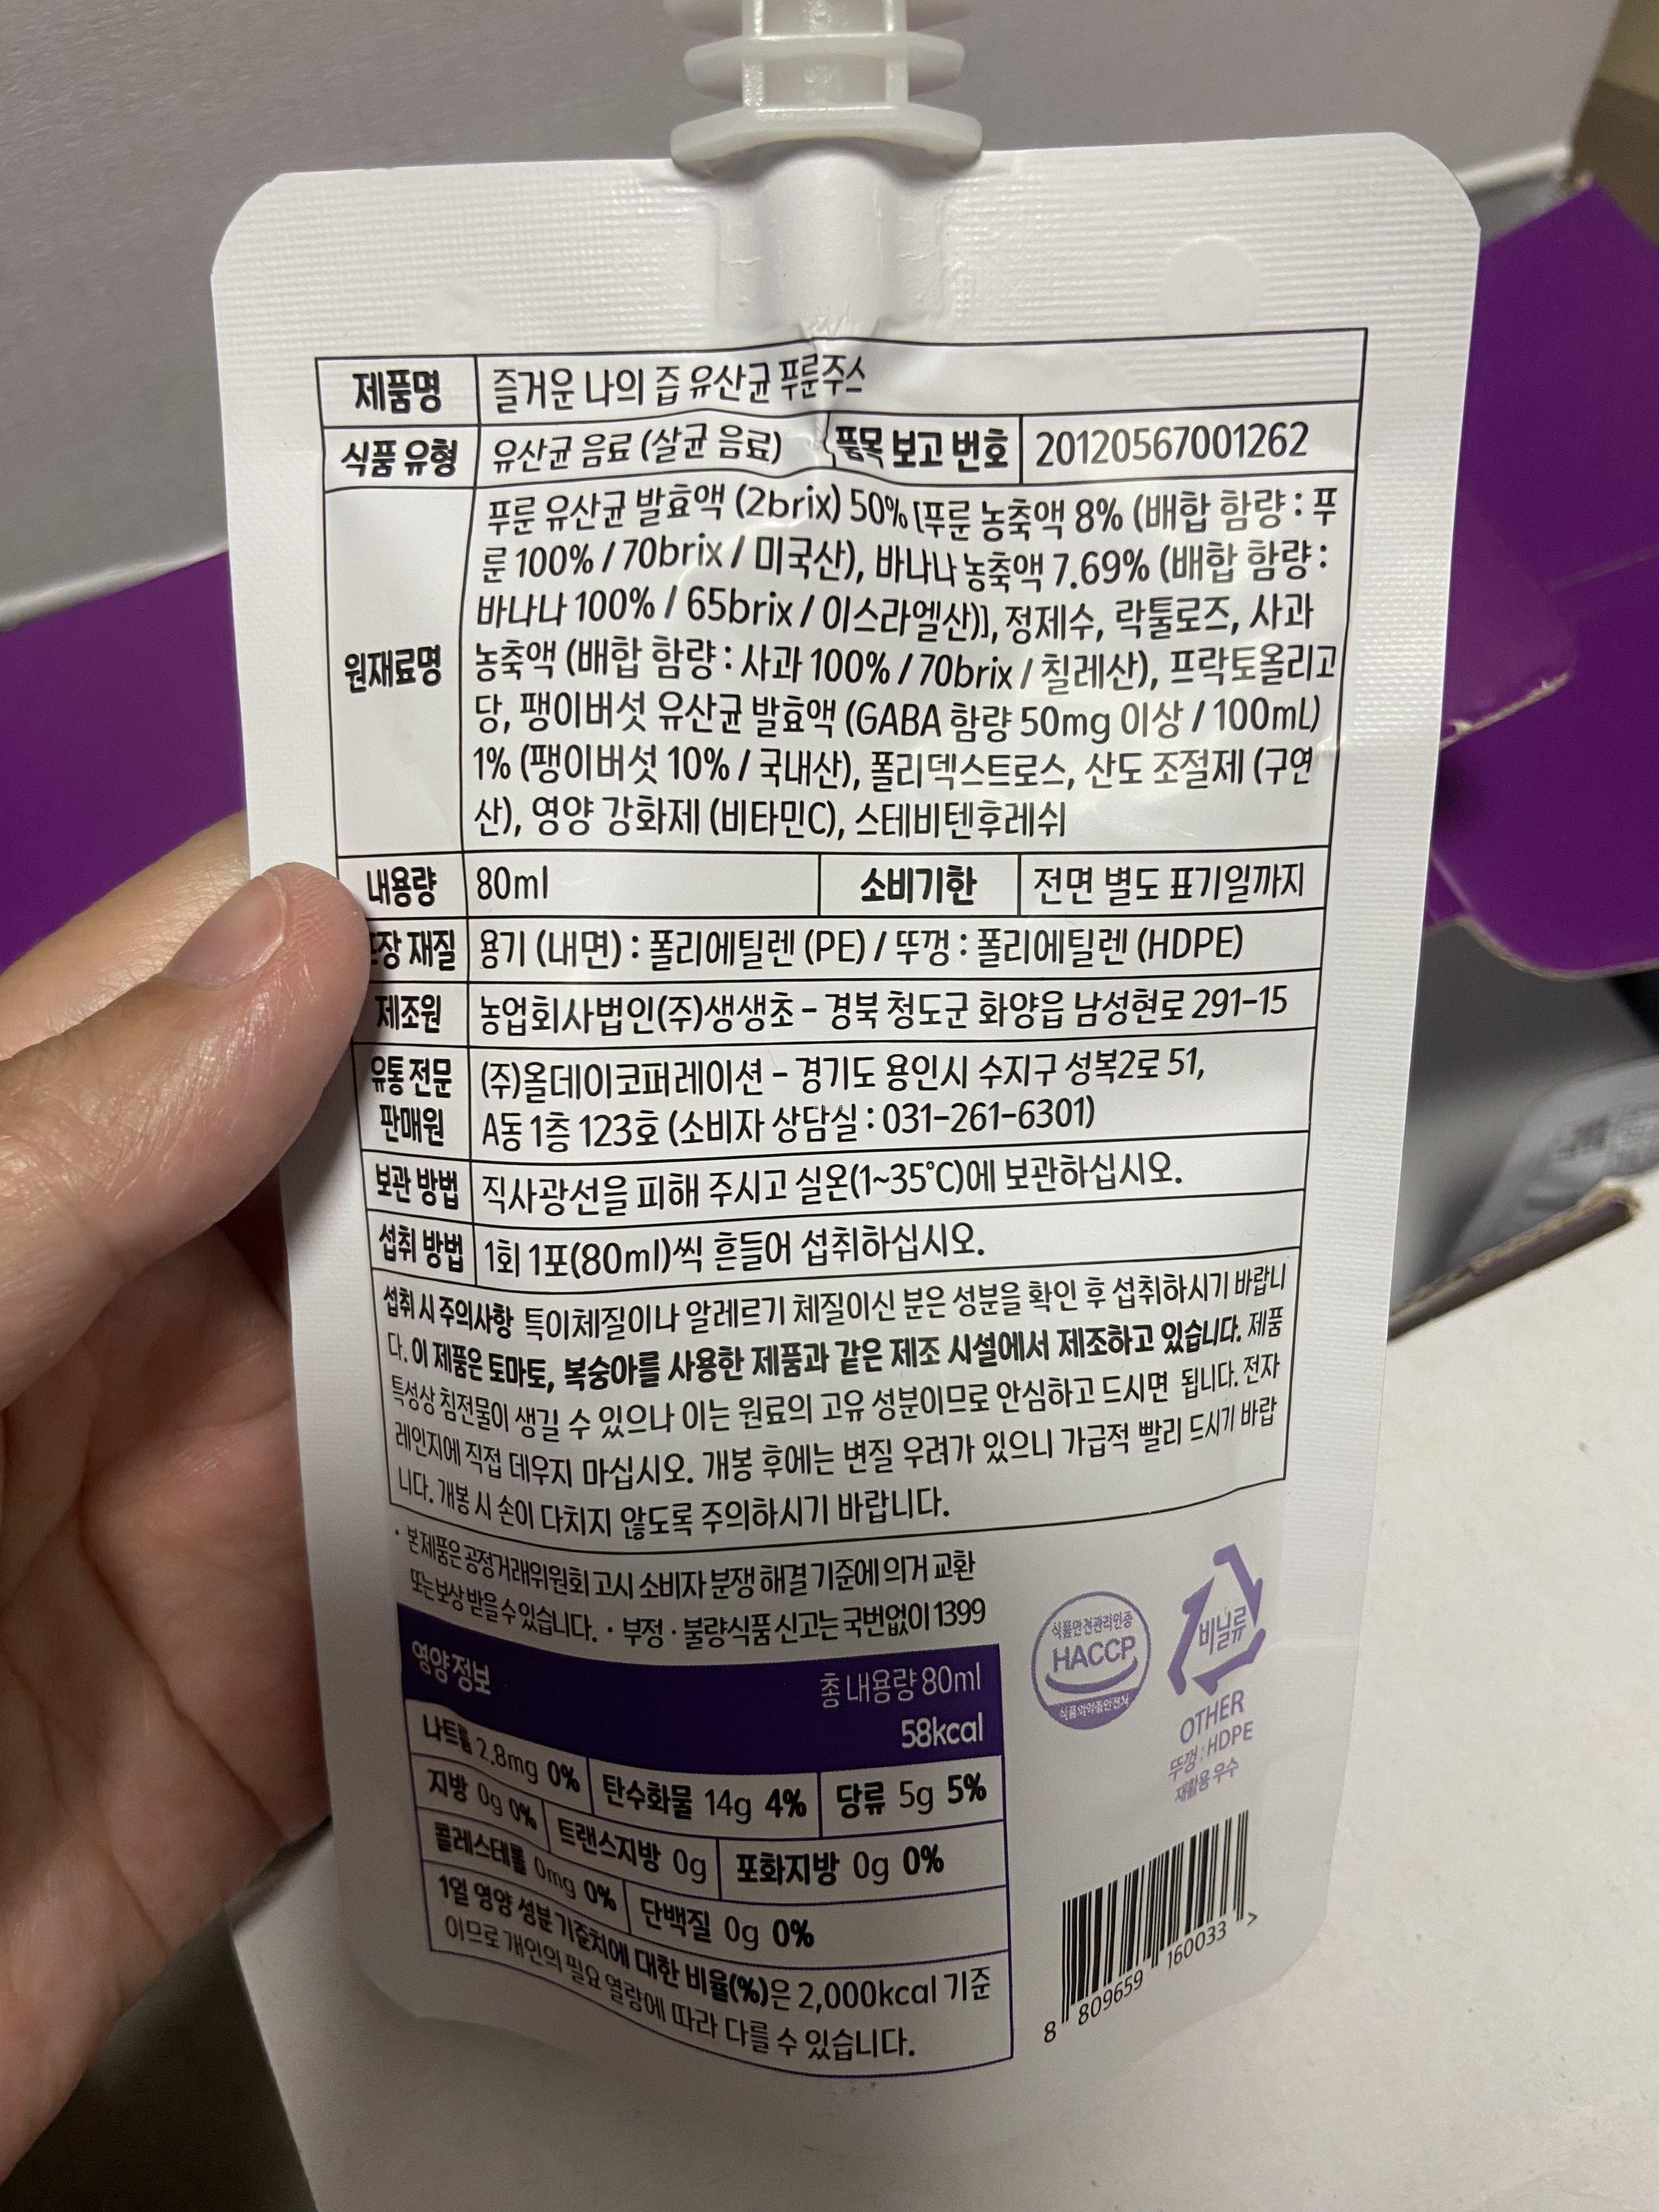 제품명 즐거운 나의 즙 유산균 푸룬주스
식품 유형 유산균 음료 (살균 음료) 품목 보고 번호 20120567001262
원재료명
푸룬 유산균 발효액 (2brix) 50% [푸룬 농축액 8% (배합 함량 : 푸
룬 100% / 70brix / 미국산), 바나나 농축액 7.69% (배합 함량 :
바나나 100% / 65brix / 이스라엘산)], 정제수, 락툴로즈, 사과
농축액 (배합 함량 : 사과 100% / 70brix / 칠레산), 프락토올리고
당, 팽이버섯 유산균 발효액 (GABA 함량 50mg 이상 / 100mL)
1% (팽이버섯 10% / 국내산), 폴리덱스트로스, 산도 조절제 (구연
산), 영양 강화제 (비타민C), 스테비텐후레쉬
내용량 80ml 소비기한 전면 별도 표기일까지
재질 용기 (내면) : 폴리에틸렌 (PE) / 뚜껑 : 폴리에틸렌 (HDPE)
제조원 농업회사법인(주)생생초 - 경북 청도군 화양읍 남성현로 291-15
유통 전문
판매원
(주)올데이코퍼레이션 - 경기도 용인시 수지구 성복2로 51,
A동 1층 123호 (소비자 상담실 : 031-261-6301)
보관 방법 직사광선을 피해 주시고 실온(1~35℃)에 보관하십시오.
섭취 방법 1회 1포(80ml)씩 흔들어 섭취하십시오.
섭취 시 주의사항 특이체질이나 알레르기 체질이신 분은 성분을 확인 후 섭취하시기 바랍니
다. 이 제품은 토마토, 복숭아를 사용한 제품과 같은 제조 시설에서 제조하고 있습니다. 제품
특성상 침전물이 생길 수 있으나 이는 원료의 고유 성분이므로 안심하고 드시면 됩니다. 전자
레인지에 직접 데우지 마십시오. 개봉 후에는 변질 우려가 있으니 가급적 빨리 드시기 바랍
니다. 개봉 시 손이 다치지 않도록 주의하시기 바랍니다.
· 본 제품은 공정거래위원회 고시 소비자 분쟁 해결 기준에 의거 교환
또는 보상 받을 수 있습니다. · 부정 · 불량식품 신고는 국번없이 1399
영양정보 총 내용량 80ml
58kcal
나트륨 2.8mg 0% 탄수화물 14g 4% 당류 5g 5%
지방 0g 0% 트랜스지방 0g 포화지방 0g 0%
콜레스테롤 0mg 0% 단백질 0g 0%
1일 영양성분 기준치에 대한 비율(%)은 2,000kcal 기준
이므로 개인의 필요 열량에 따라 다를 수 있습니다.
식품안전관리인증
HACCP
식품의약품안전처
비닐류
OTHER
뚜껑 : HDPE
재활용 우수
8 809659 160033 >